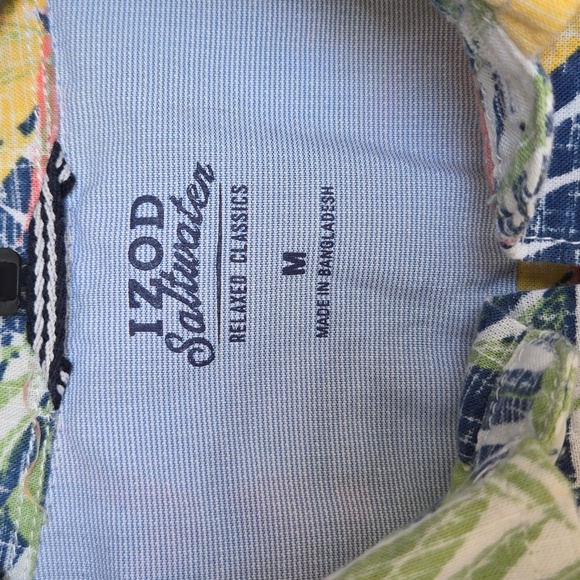 IZOD
Saltwater
RELAXED CLASSICS
M
MADE IN BANGLADESH